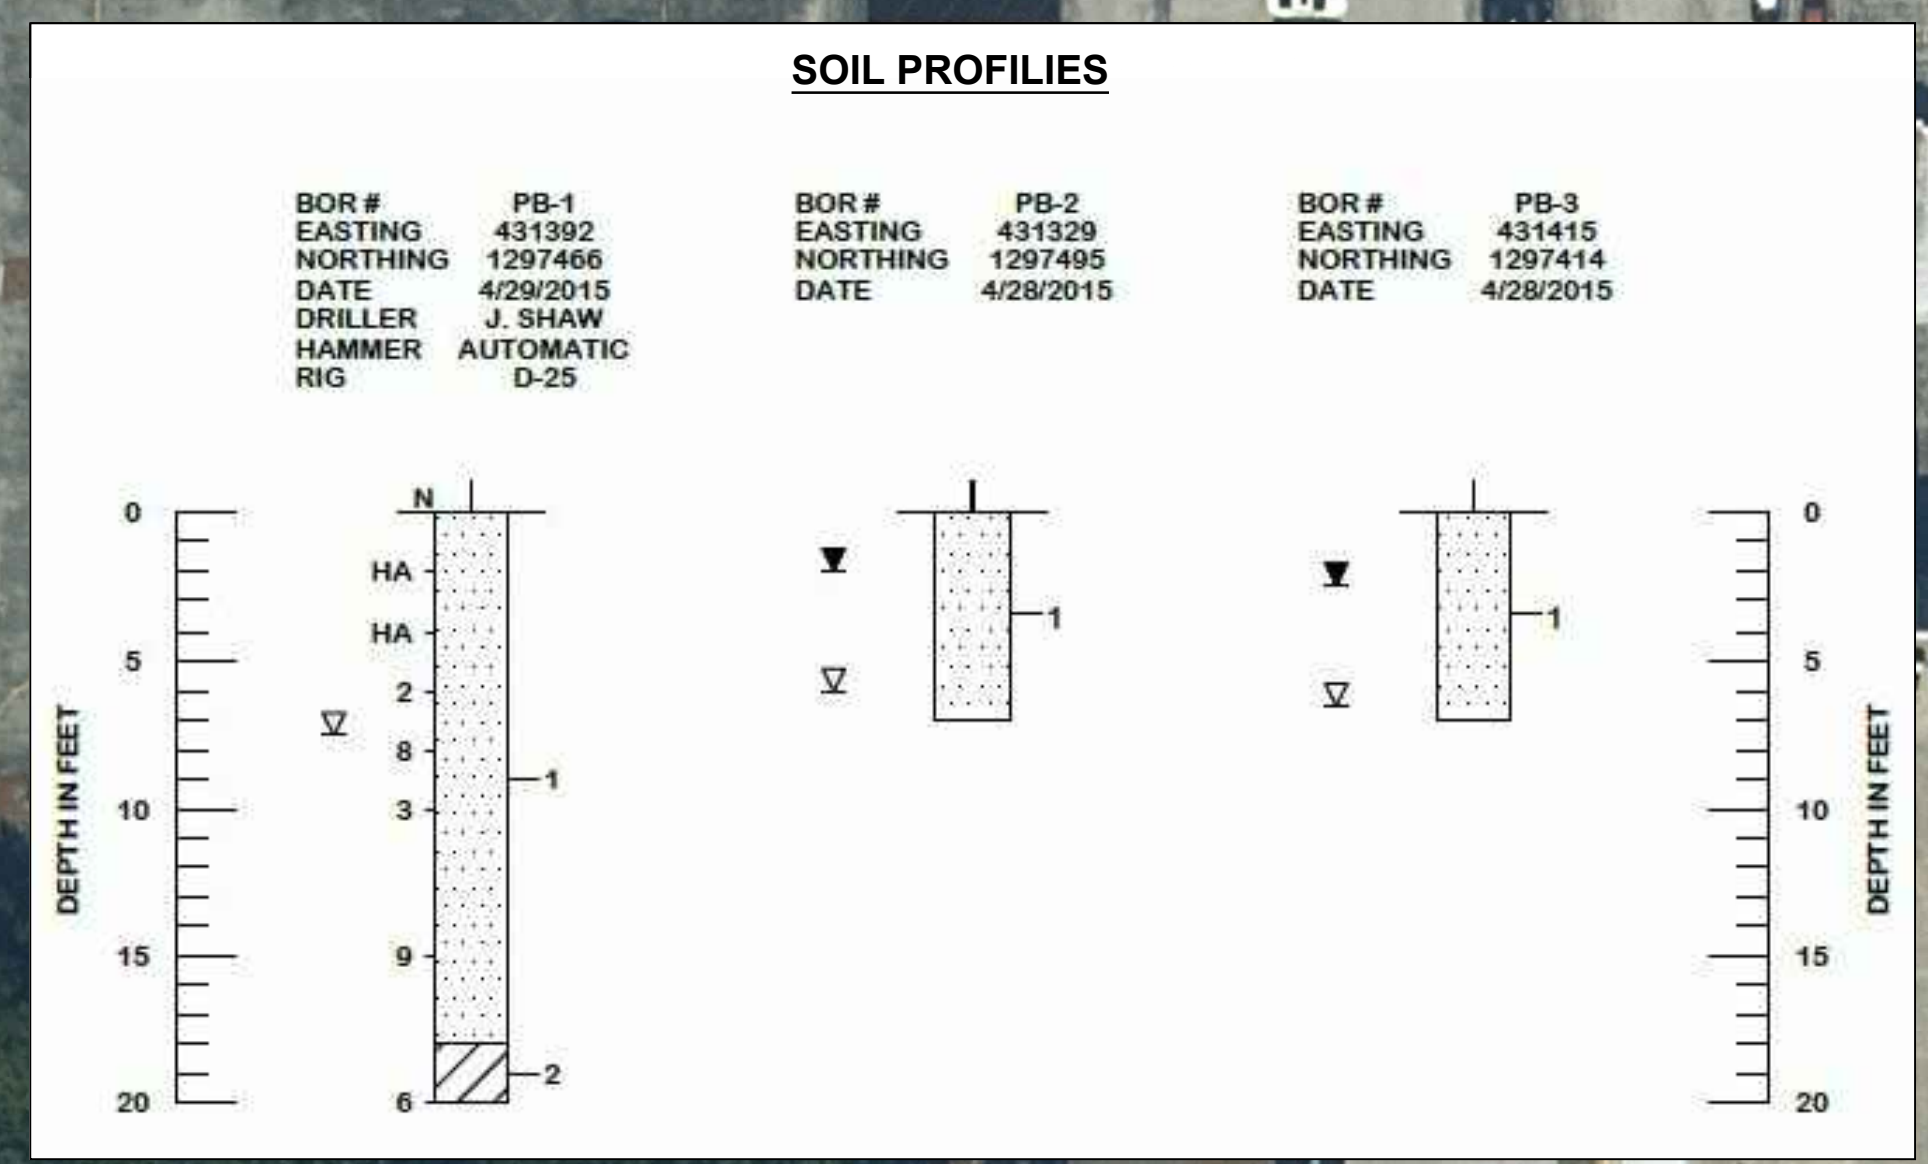 SOIL PROFILIES
BOR # PB-1
EASTING 431392
NORTHING 1297466
DATE 4/29/2015
DRILLER J. SHAW
HAMMER AUTOMATIC
RIG D-25
BOR # PB-2
EASTING 431329
NORTHING 1297495
DATE 4/28/2015
BOR # PB-3
EASTING 431415
NORTHING 1297414
DATE 4/28/2015
DEPTH IN FEET
0
5
10
15
20
N
HA
HA
2
8
3
9
6
1
2
1
1
0
5
10
15
20
DEPTH IN FEET